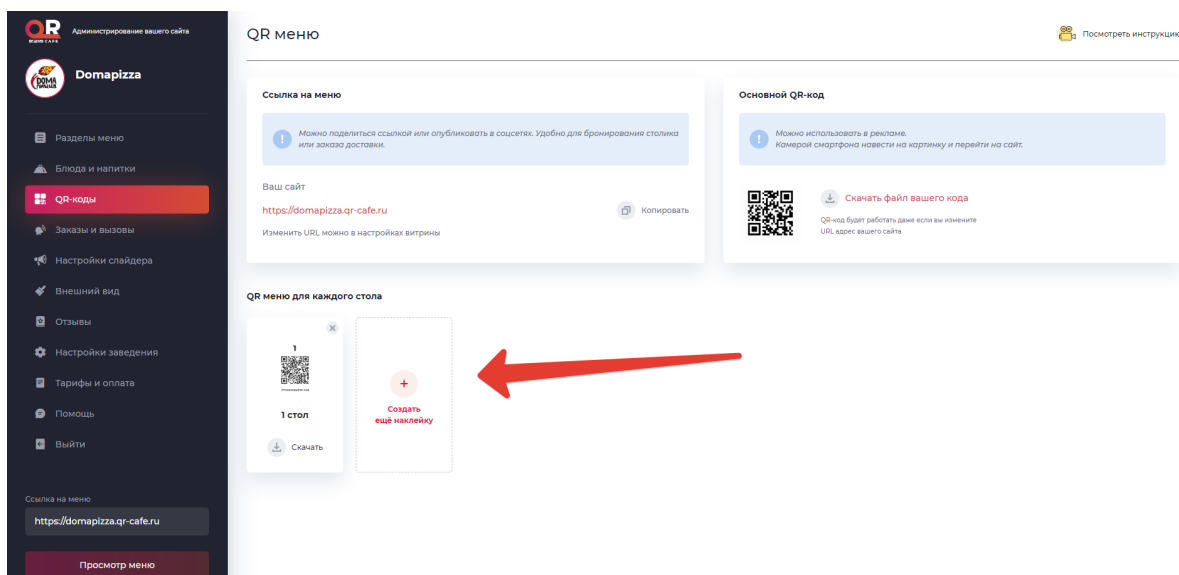 QR
Администрирование вашего сайта
Domapizza
Разделы меню
Блюда и напитки
QR-коды
Заказы и вызовы
Настройки слайдера
Внешний вид
Отзывы
Настройки заведения
Тарифы и оплата
Помощь
Выйти
Ссылка на меню
https://domapizza.qr-cafe.ru
Просмотр меню
QR меню
Посмотреть инструкци
Ссылка на меню
Можно поделиться ссылкой или опубликовать в соцсетях. Удобно для бронирования столика
или заказа доставки.
Ваш сайт
https://domapizza.qr-cafe.ru
Копировать
Изменить URL можно в настройках витрины
Основной QR-код
Можно использовать в рекламе.
Камерой смартфона навести на картинку и перейти на сайт.
Скачать файл вашего кода
QR-код будет работать даже если вы измените
URL адрес вашего сайта
QR меню для каждого стола
1
1 стол
Скачать
Создать
ещё наклейку